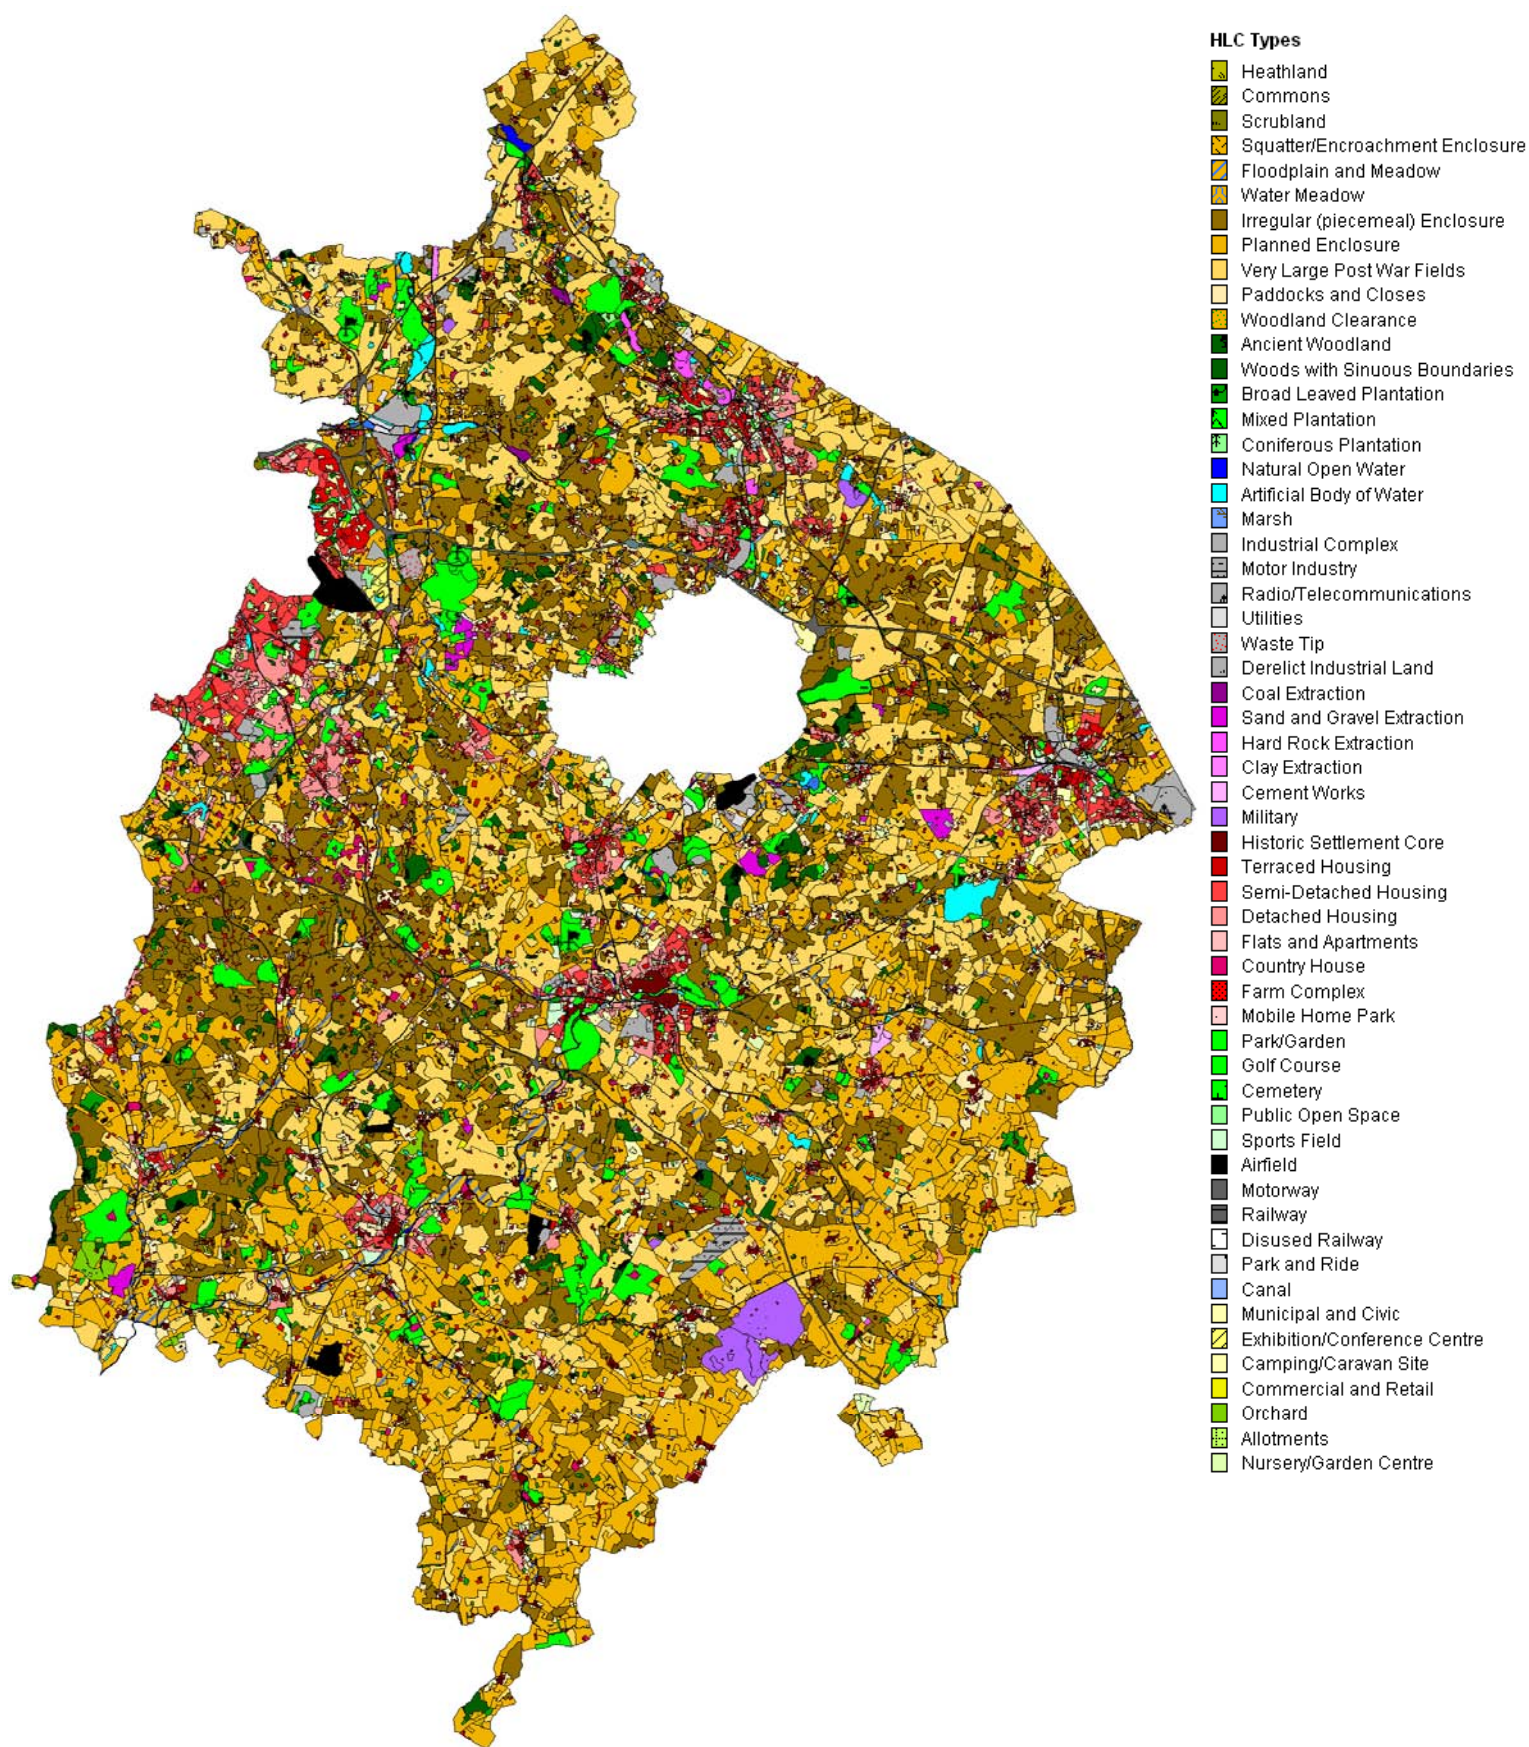 HLC Types
Heathland
Commons
Scrubland
Squatter/Encroachment Enclosure
Floodplain and Meadow
Water Meadow
Irregular (piecemeal) Enclosure
Planned Enclosure
Very Large Post War Fields
Paddocks and Closes
Woodland Clearance
Ancient Woodland
Woods with Sinuous Boundaries
Broad Leaved Plantation
Mixed Plantation
Coniferous Plantation
Natural Open Water
Artificial Body of Water
Marsh
Industrial Complex
Motor Industry
Radio/Telecommunications
Utilities
Waste Tip
Derelict Industrial Land
Coal Extraction
Sand and Gravel Extraction
Hard Rock Extraction
Clay Extraction
Cement Works
Military
Historic Settlement Core
Terraced Housing
Semi-Detached Housing
Detached Housing
Flats and Apartments
Country House
Farm Complex
Mobile Home Park
Park/Garden
Golf Course
Cemetery
Public Open Space
Sports Field
Airfield
Motorway
Railway
Disused Railway
Park and Ride
Canal
Municipal and Civic
Exhibition/Conference Centre
Camping/Caravan Site
Commercial and Retail
Orchard
Allotments
Nursery/Garden Centre